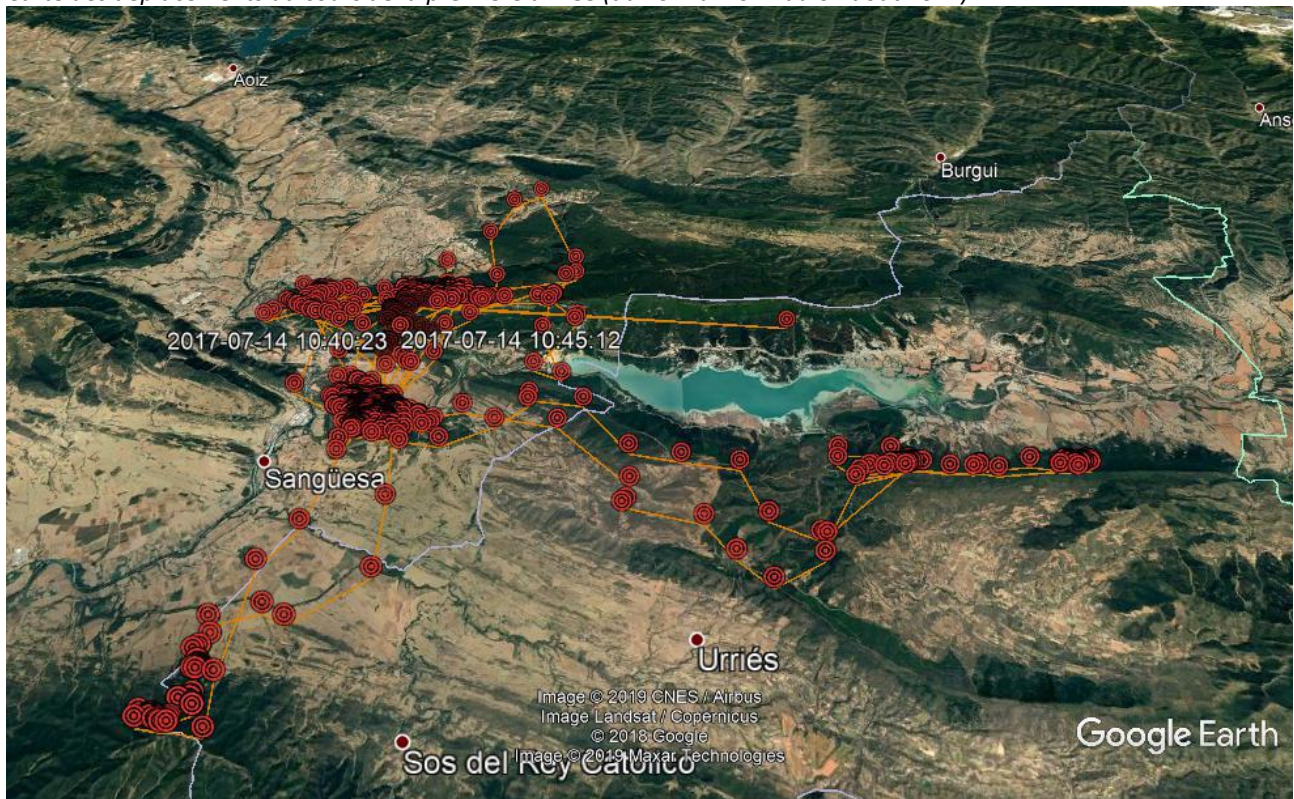 Aoiz
Ansó
Burgui
2017-07-14 10:40:23 2017-07-14 10:45:12
Sangüesa
Urriés
Image © 2019 CNES / Airbus
Image Landsat / Copernicus
© 2018 Google
Image © 2019 Maxar Technologies
Sos del Rey Católico
Google Earth